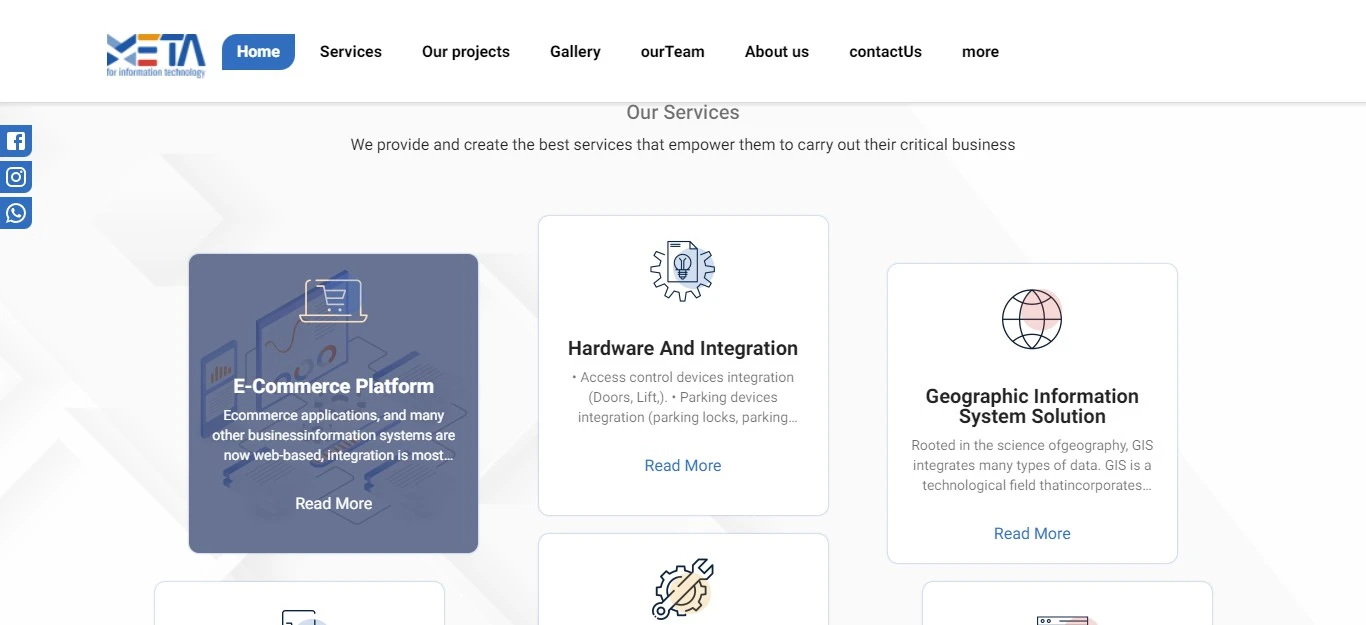 META
for information technology
Home
Services
Our projects
Gallery
ourTeam
About us
contactUs
more
Our Services
We provide and create the best services that empower them to carry out their critical business
E-Commerce Platform
Ecommerce applications, and many
other businessinformation systems are
now web-based, integration is most...
Read More
Hardware And Integration
• Access control devices integration
(Doors, Lift,). • Parking devices
integration (parking locks, parking...
Read More
Geographic Information
System Solution
Rooted in the science ofgeography, GIS
integrates many types of data. GIS is a
technological field thatincorporates...
Read More